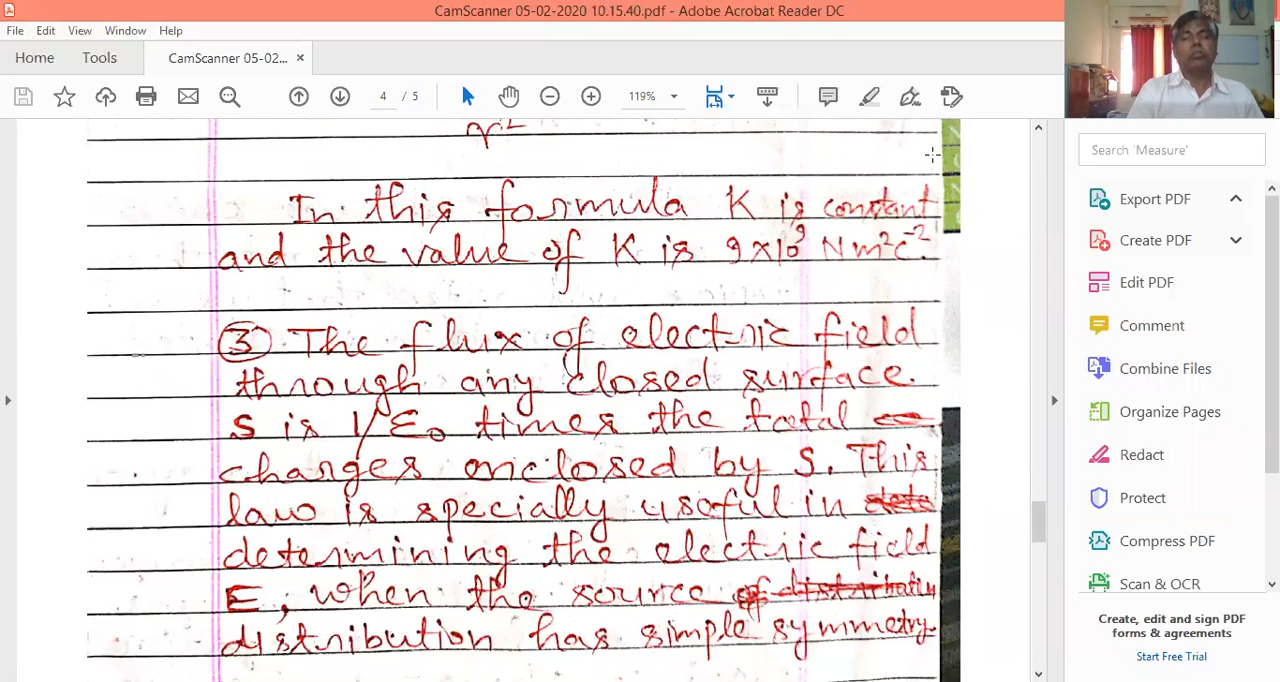 CamScanner 05-02-2020 10.15.40.pdf - Adobe Acrobat Reader DC
File Edit View Window Help
Home Tools CamScanner 05-02... ×
4 / 5 119%
Search 'Measure'
In this formula K is constant
and the value of K is 9×10⁹ Nm²c⁻².
③ The flux of electric field
through any closed surface.
S is 1/ε₀ times the total
charges enclosed by S. This
law is specially useful in
determining the electric field
E, when the source
distribution has simple symmetry.
Export PDF
Create PDF
Edit PDF
Comment
Combine Files
Organize Pages
Redact
Protect
Compress PDF
Scan & OCR
Create, edit and sign PDF
forms & agreements
Start Free Trial